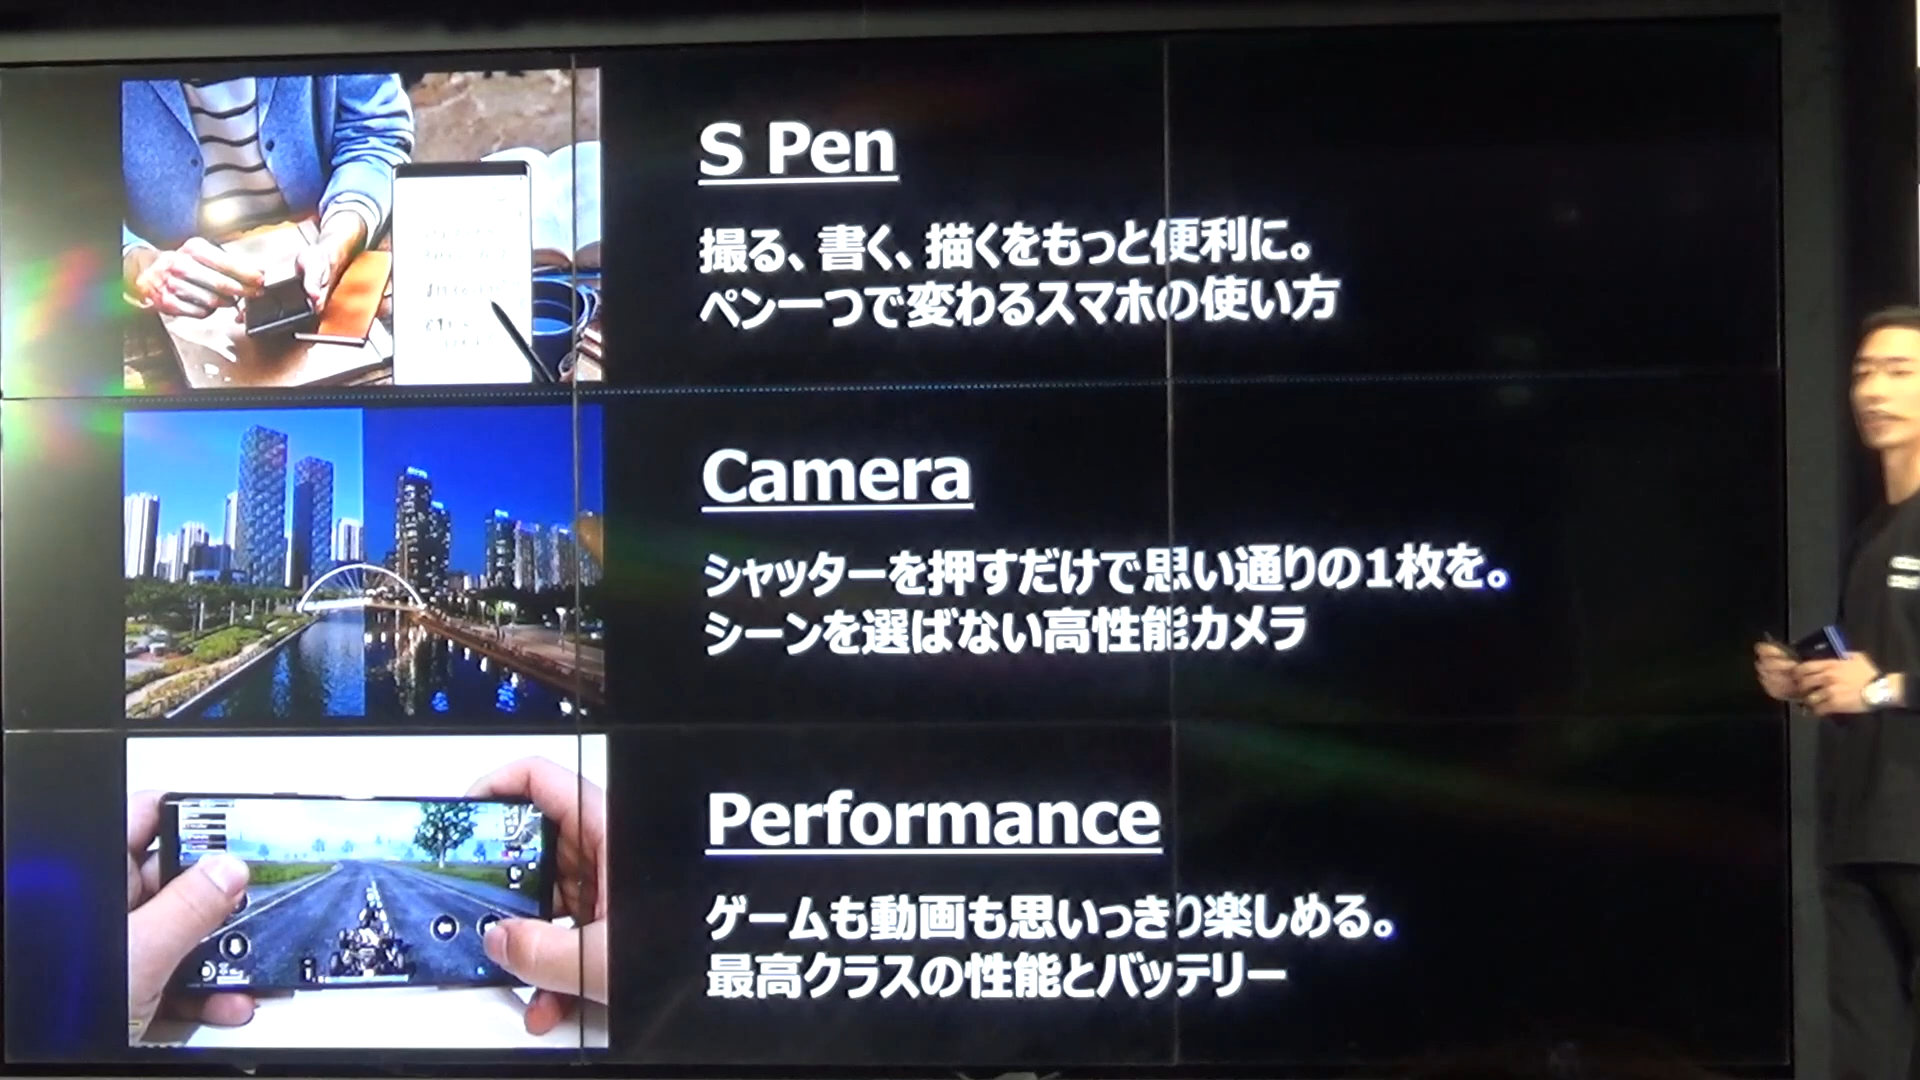 S Pen
撮る、書く、描くをもっと便利に。
ペン一つで変わるスマホの使い方
Camera
シャッターを押すだけで思い通りの1枚を。
シーンを選ばない高性能カメラ
Performance
ゲームも動画も思いっきり楽しめる。
最高クラスの性能とバッテリー